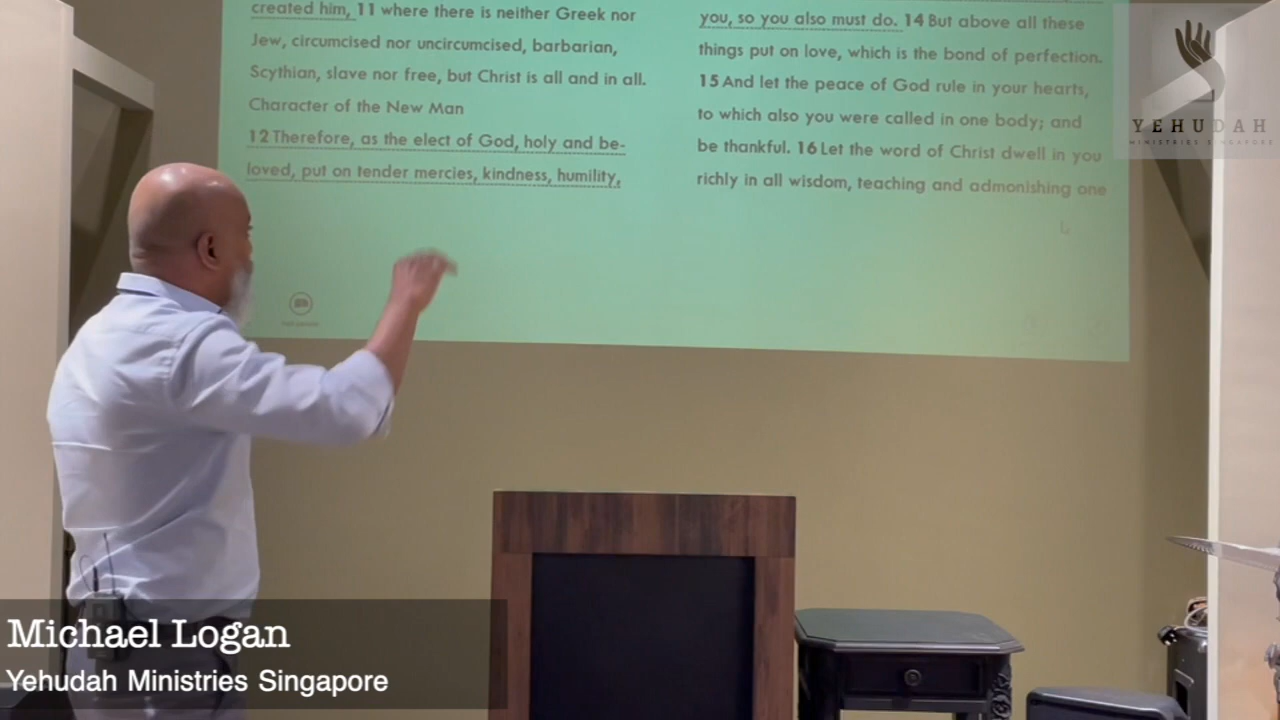 created him, 11 where there is neither Greek nor
Jew, circumcised nor uncircumcised, barbarian,
Scythian, slave nor free, but Christ is all and in all.
Character of the New Man
12 Therefore, as the elect of God, holy and be-
loved, put on tender mercies, kindness, humility,
you, so you also must do. 14 But above all these
things put on love, which is the bond of perfection.
15 And let the peace of God rule in your hearts,
to which also you were called in one body; and
be thankful. 16 Let the word of Christ dwell in you
richly in all wisdom, teaching and admonishing one
YEHUDAH
MINISTRIES SINGAPORE
Michael Logan
Yehudah Ministries Singapore